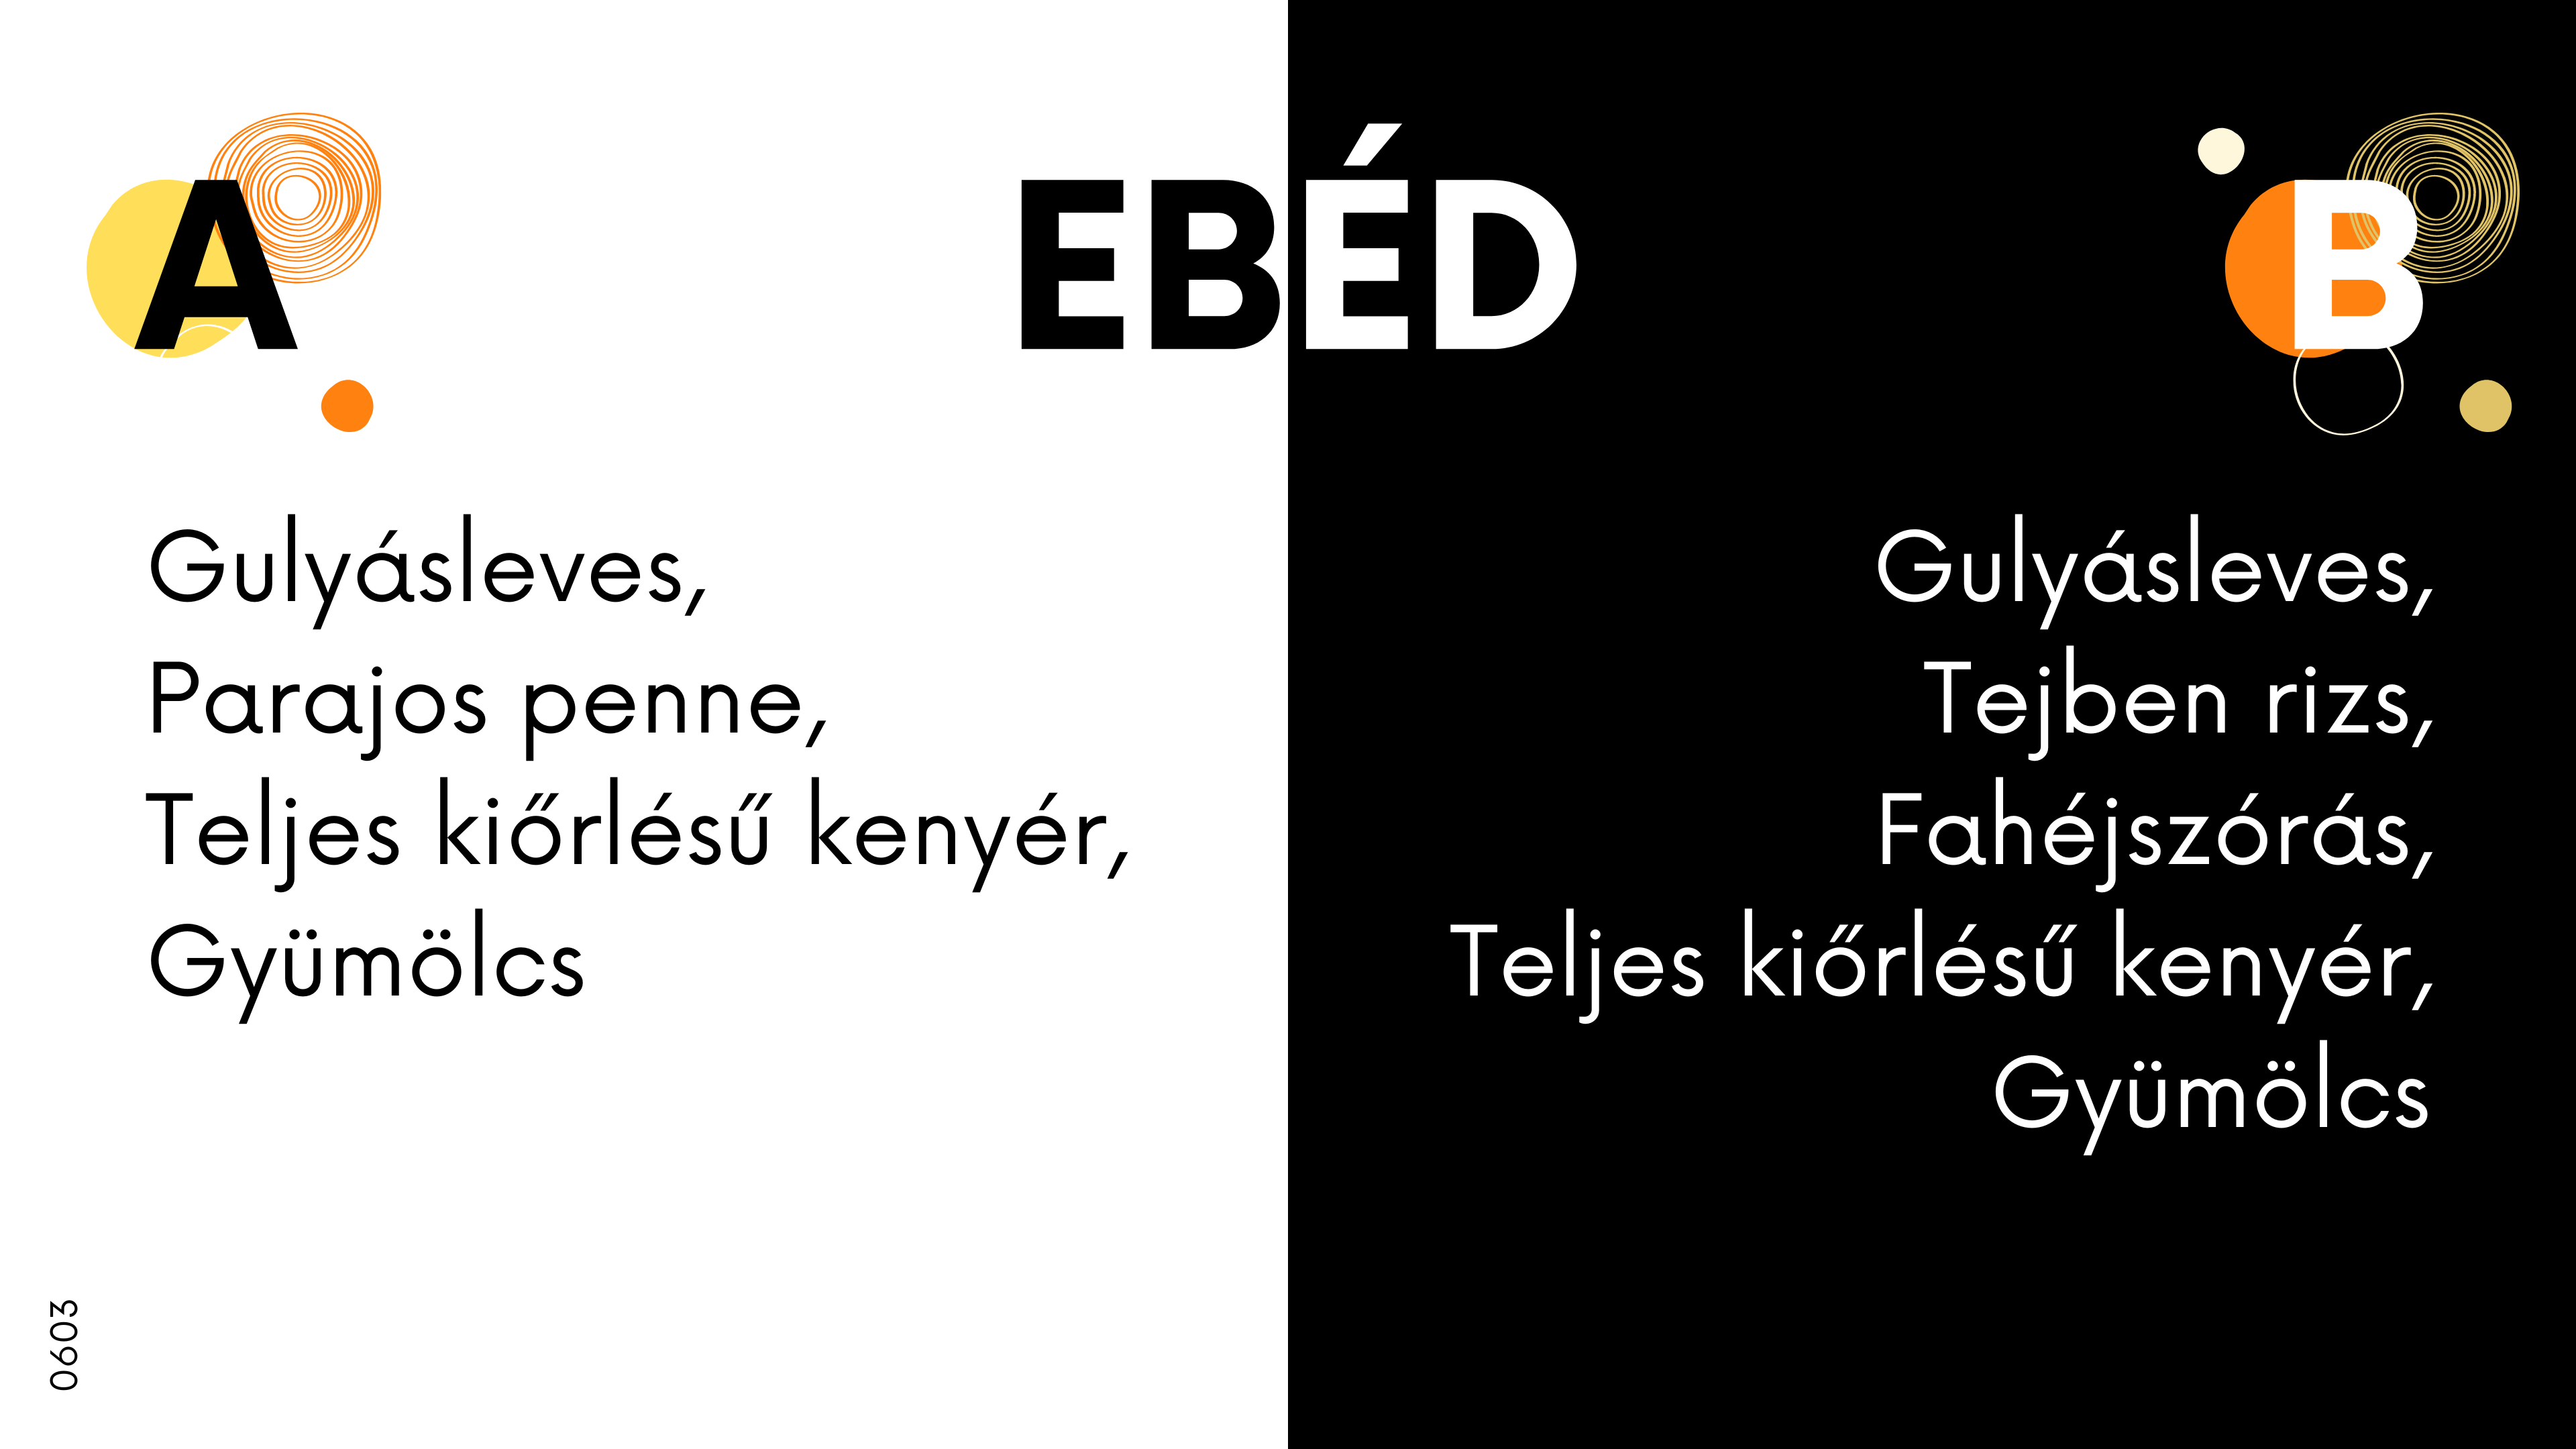 A
EBÉD
B
Gulyásleves,
Parajos penne,
Teljes kiőrlésű kenyér,
Gyümölcs
Gulyásleves,
Tejben rizs,
Fahéjszórás,
Teljes kiőrlésű kenyér,
Gyümölcs
0603